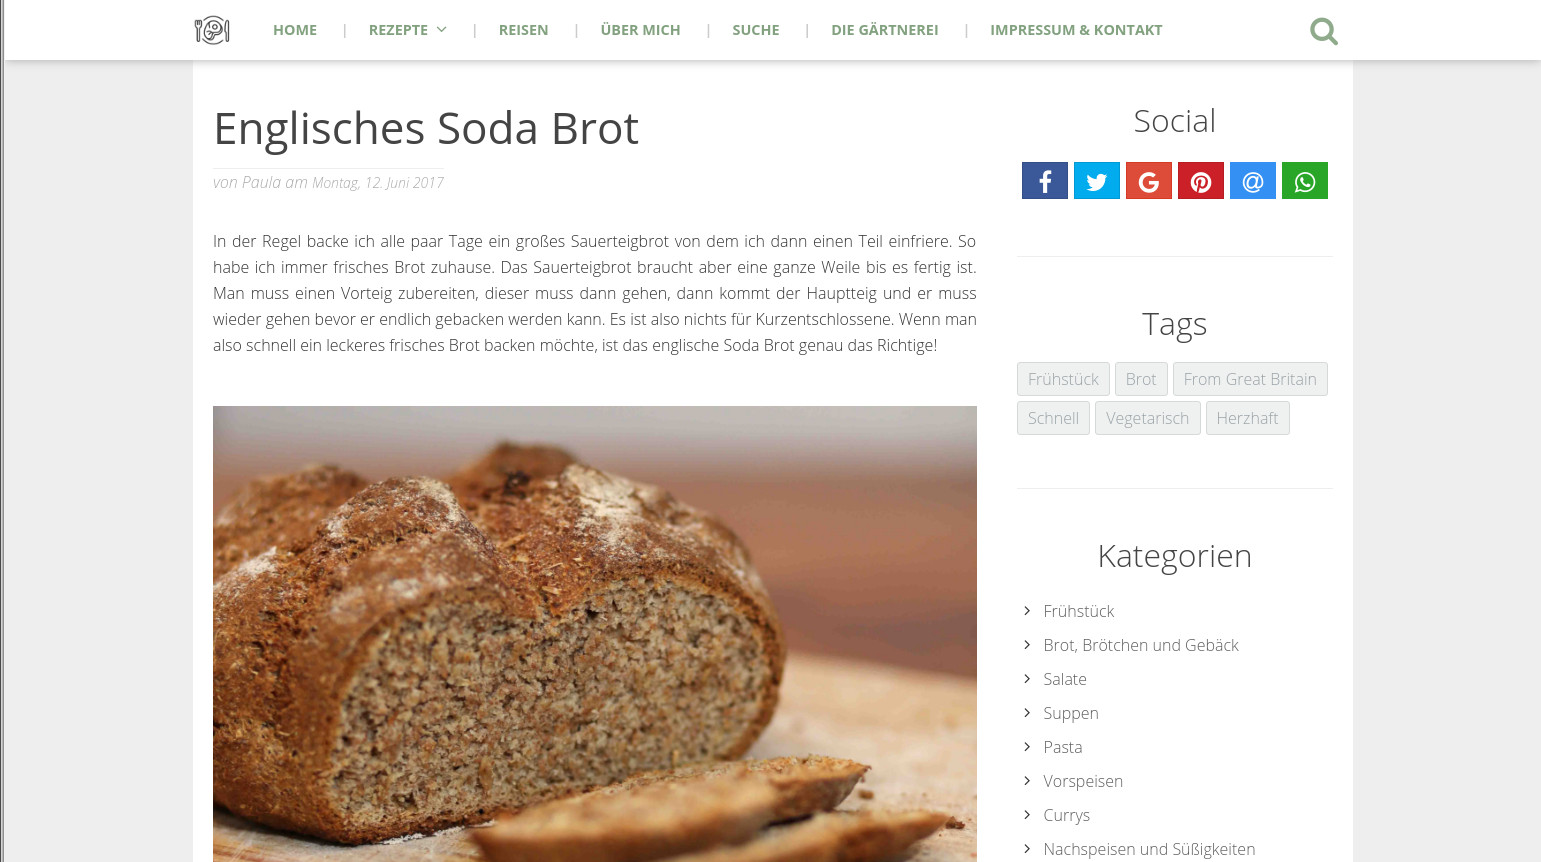 HOME | REZEPTE | REISEN | ÜBER MICH | SUCHE | DIE GÄRTNEREI | IMPRESSUM & KONTAKT
Englisches Soda Brot
von Paula am Montag, 12. Juni 2017
In der Regel backe ich alle paar Tage ein großes Sauerteigbrot von dem ich dann einen Teil einfriere. So
habe ich immer frisches Brot zuhause. Das Sauerteigbrot braucht aber eine ganze Weile bis es fertig ist.
Man muss einen Vorteig zubereiten, dieser muss dann gehen, dann kommt der Hauptteig und er muss
wieder gehen bevor er endlich gebacken werden kann. Es ist also nichts für Kurzentschlossene. Wenn man
also schnell ein leckeres frisches Brot backen möchte, ist das englische Soda Brot genau das Richtige!
Social
Tags
Frühstück Brot From Great Britain
Schnell Vegetarisch Herzhaft
Kategorien
Frühstück
Brot, Brötchen und Gebäck
Salate
Suppen
Pasta
Vorspeisen
Currys
Nachspeisen und Süßigkeiten